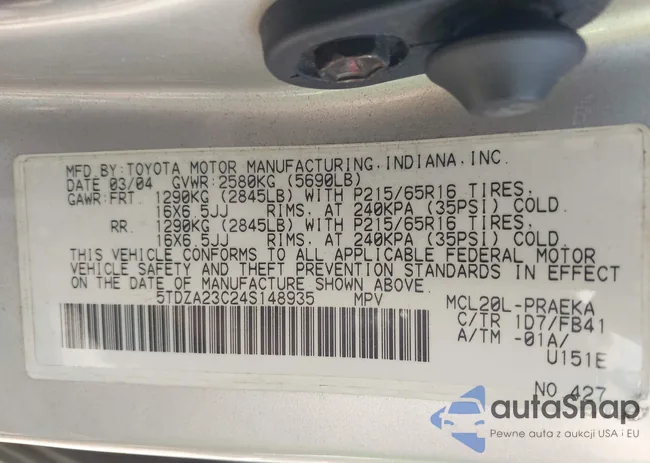 MFD.BY:TOYOTA MOTOR MANUFACTURING,INDIANA,INC.
DATE 03/04 GVWR:2580KG (5690LB)
GAWR:FRT. 1290KG (2845LB) WITH P215/65R16 TIRES,
16X6.5JJ RIMS, AT 240KPA (35PSI) COLD.
RR. 1290KG (2845LB) WITH P215/65R16 TIRES,
16X6.5JJ RIMS, AT 240KPA (35PSI) COLD.
THIS VEHICLE CONFORMS TO ALL APPLICABLE FEDERAL MOTOR
VEHICLE SAFETY AND THEFT PREVENTION STANDARDS IN EFFECT
ON THE DATE OF MANUFACTURE SHOWN ABOVE.
5TDZA23C24S148935 MPV MCL20L-PRAEKA
C/TR 1D7/FB41
A/TM -01A/
U151E
NO.427
autaSnap
Pewne auta z aukcji USA i EU